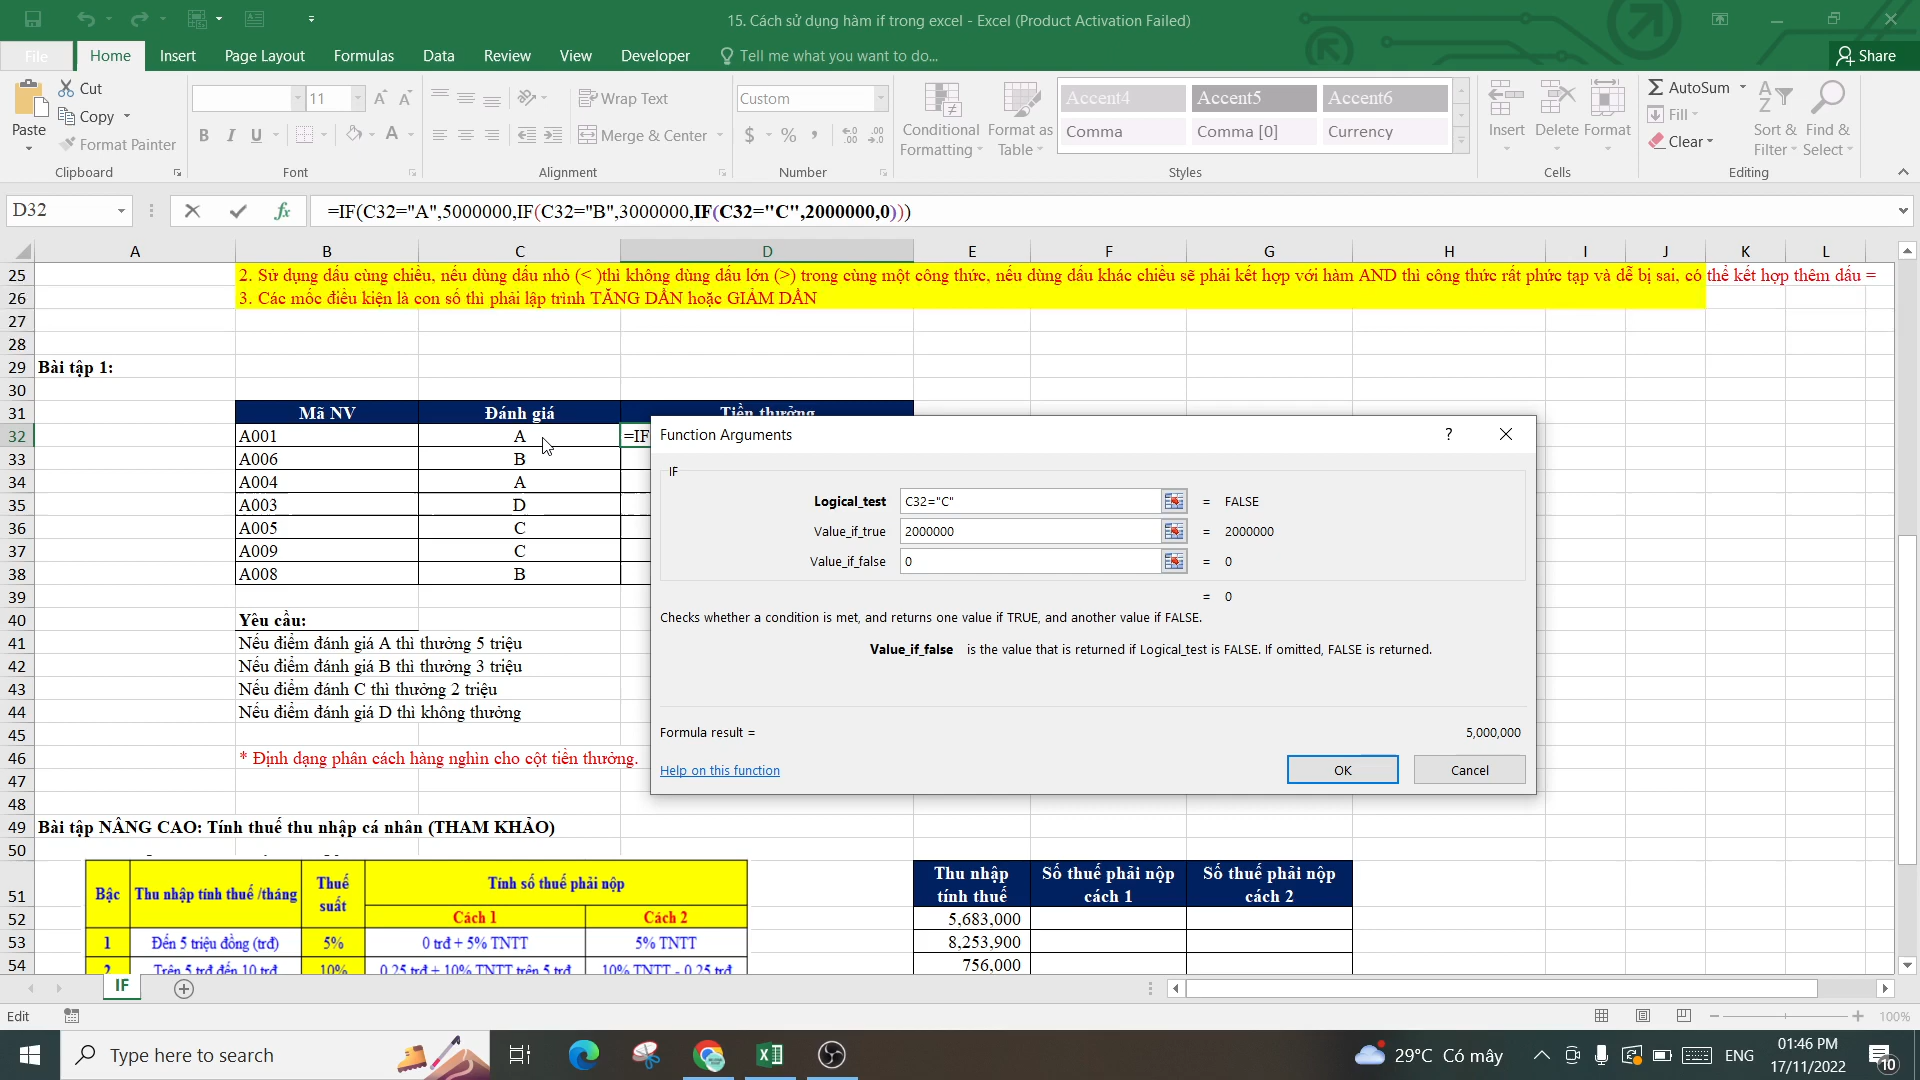 15. Cách sử dụng hàm if trong excel - Excel (Product Activation Failed)
File Home Insert Page Layout Formulas Data Review View Developer Tell me what you want to do... Share
Paste Cut Copy Format Painter Clipboard
11 B I U Font
Wrap Text Merge & Center Alignment
Custom $ % , Number
Conditional Formatting Format as Table
Accent4 Accent5 Accent6
Comma Comma [0] Currency
Styles
Insert Delete Format Cells
AutoSum Fill Clear Sort & Filter Find & Select Editing
D32 fx =IF(C32="A",5000000,IF(C32="B",3000000,IF(C32="C",2000000,0)))
A B C D E F G H I J K L
25 2. Sử dụng dấu cùng chiều, nếu dùng dấu nhỏ (< )thì không dùng dấu lớn (>) trong cùng một công thức, nếu dùng dấu khác chiều sẽ phải kết hợp với hàm AND thì công thức rất phức tạp và dễ bị sai, có thể kết hợp thêm dấu =
26 3. Các mốc điều kiện là con số thì phải lập trình TĂNG DẦN hoặc GIẢM DẦN
27
28
29 Bài tập 1:
30
31 Mã NV Đánh giá Tiền thưởng
32 A001 A =IF
33 A006 B
34 A004 A
35 A003 D
36 A005 C
37 A009 C
38 A008 B
39
40 Yêu cầu:
41 Nếu điểm đánh giá A thì thưởng 5 triệu
42 Nếu điểm đánh giá B thì thưởng 3 triệu
43 Nếu điểm đánh C thì thưởng 2 triệu
44 Nếu điểm đánh giá D thì không thưởng
45
46 * Định dạng phân cách hàng nghìn cho cột tiền thưởng.
47
48
49 Bài tập NÂNG CAO: Tính thuế thu nhập cá nhân (THAM KHẢO)
50
Function Arguments ?
IF
Logical_test C32="C" = FALSE
Value_if_true 2000000 = 2000000
Value_if_false 0 = 0
= 0
Checks whether a condition is met, and returns one value if TRUE, and another value if FALSE.
Value_if_false is the value that is returned if Logical_test is FALSE. If omitted, FALSE is returned.
Formula result = 5,000,000
Help on this function OK Cancel
51
52
53
54
Bậc Thu nhập tính thuế /tháng Thuế suất Tính số thuế phải nộp
Cách 1 Cách 2
1 Đến 5 triệu đồng (trđ) 5% 0 trđ + 5% TNTT 5% TNTT
2 Trên 5 trđ đến 10 trđ 10% 0,25 trđ + 10% TNTT trên 5 trđ 10% TNTT - 0,25 trđ
Thu nhập tính thuế Số thuế phải nộp cách 1 Số thuế phải nộp cách 2
5,683,000
8,253,900
756,000
IF
Edit 100%
Type here to search 29°C Có mây ENG 01:46 PM
17/11/2022 10